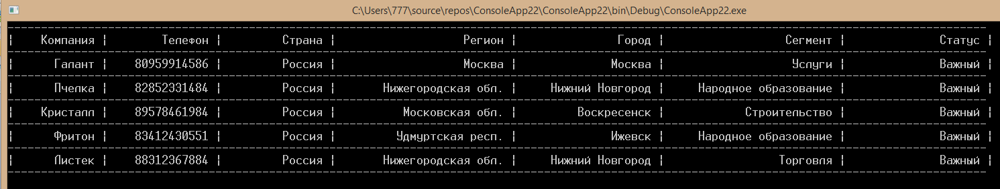 C:\Users\777\source\repos\ConsoleApp22\ConsoleApp22\bin\Debug\ConsoleApp22.exe
¦ Компания ¦ Телефон ¦ Страна ¦ Регион ¦ Город ¦ Сегмент ¦ Статус ¦
¦ Галант ¦ 80959914586 ¦ Россия ¦ Москва ¦ Москва ¦ Услуги ¦ Важный ¦
¦ Пчелка ¦ 82852331484 ¦ Россия ¦ Нижегородская обл. ¦ Нижний Новгород ¦ Народное образование ¦ Важный ¦
¦ Кристалл ¦ 89578461984 ¦ Россия ¦ Московская обл. ¦ Воскресенск ¦ Строительство ¦ Важный ¦
¦ Фритон ¦ 83412430551 ¦ Россия ¦ Удмуртская респ. ¦ Ижевск ¦ Народное образование ¦ Важный ¦
¦ Листек ¦ 88312367884 ¦ Россия ¦ Нижегородская обл. ¦ Нижний Новгород ¦ Торговля ¦ Важный ¦